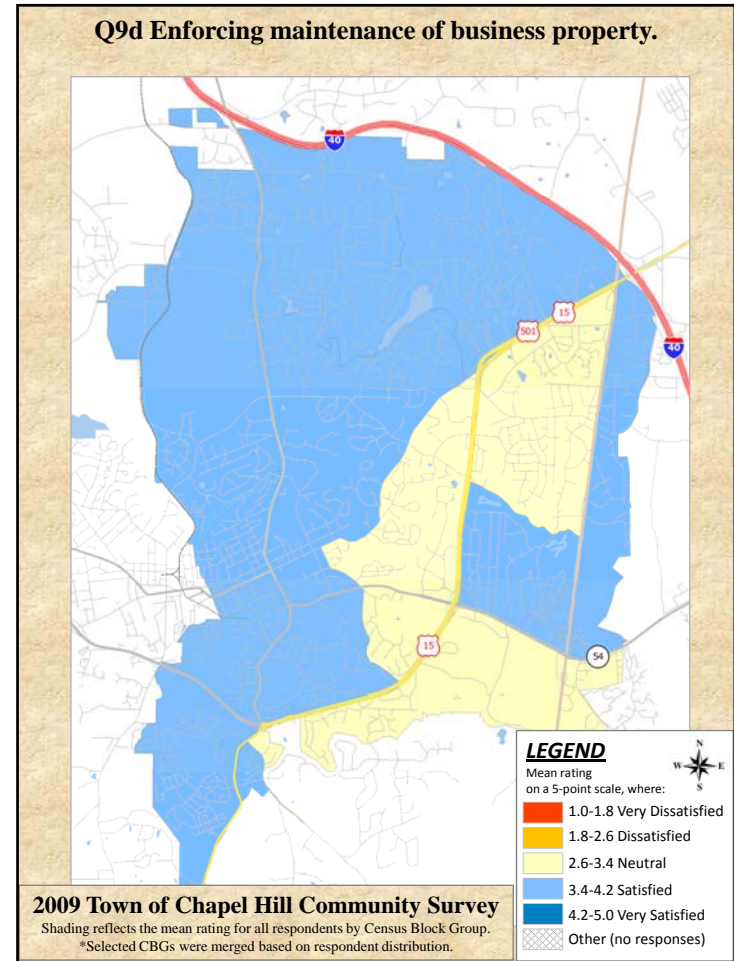 Q9d Enforcing maintenance of business property.
40
15
501
40
15
54
LEGEND
Mean rating
on a 5-point scale, where:
N
W E
S
1.0-1.8 Very Dissatisfied
1.8-2.6 Dissatisfied
2.6-3.4 Neutral
3.4-4.2 Satisfied
4.2-5.0 Very Satisfied
Other (no responses)
2009 Town of Chapel Hill Community Survey
Shading reflects the mean rating for all respondents by Census Block Group.
*Selected CBGs were merged based on respondent distribution.